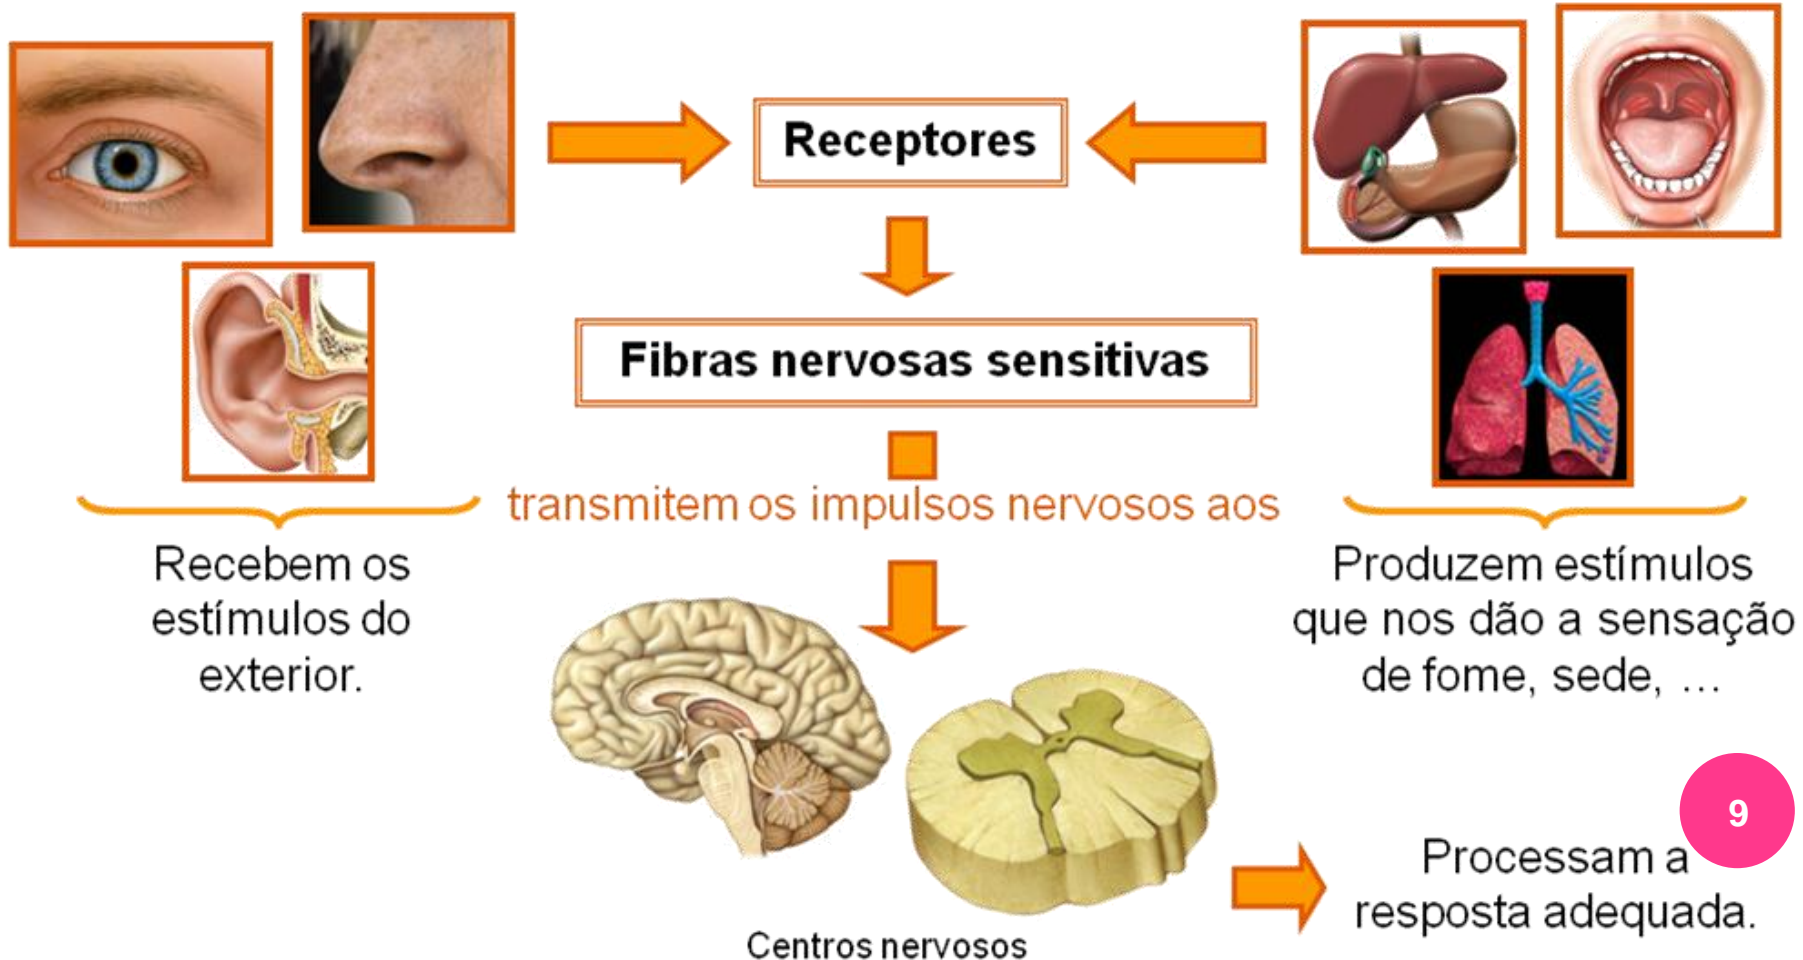 Receptores
Fibras nervosas sensitivas
transmitem os impulsos nervosos aos
Recebem os
estímulos do
exterior.
Produzem estímulos
que nos dão a sensação
de fome, sede, ...
Centros nervosos
9
Processam a
resposta adequada.